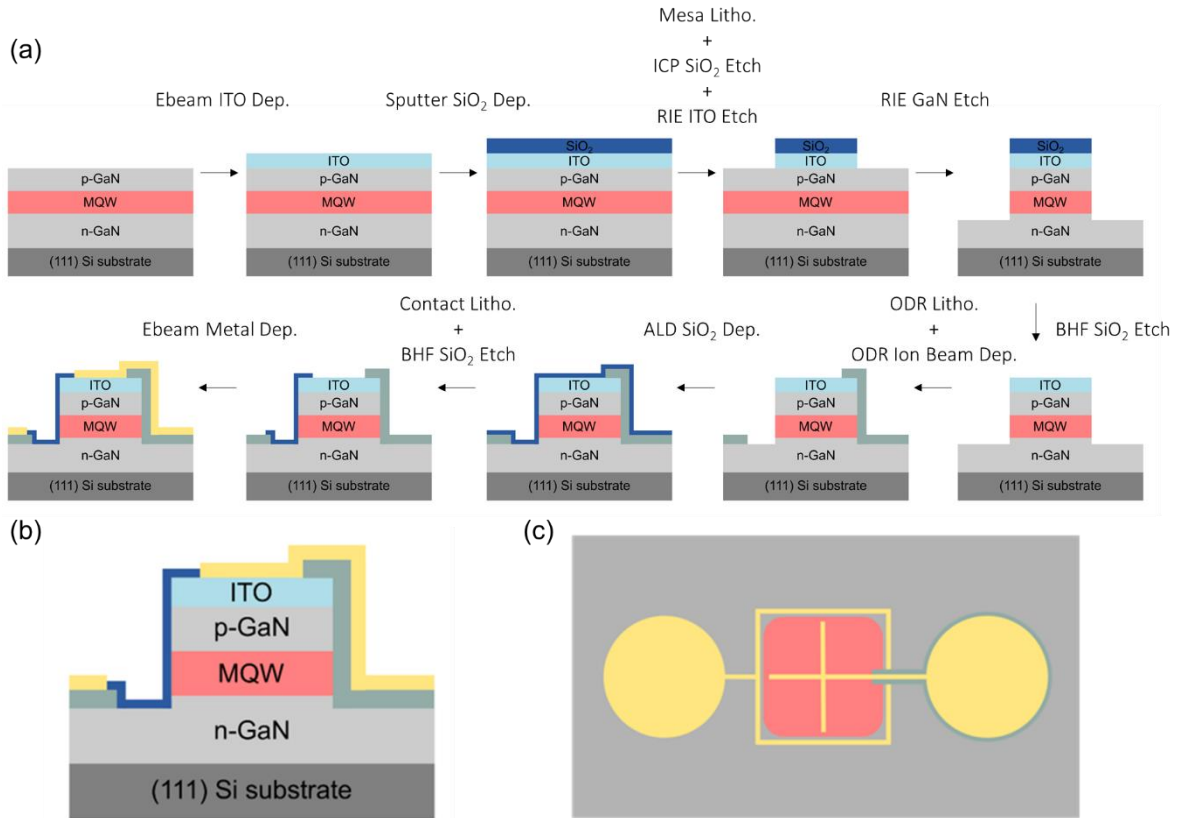 (a)
Ebeam ITO Dep.
Sputter SiO₂ Dep.
Mesa Litho.
+
ICP SiO₂ Etch
+
RIE ITO Etch
RIE GaN Etch
p-GaN
MQW
n-GaN
(111) Si substrate
ITO
p-GaN
MQW
n-GaN
(111) Si substrate
SiO₂
ITO
p-GaN
MQW
n-GaN
(111) Si substrate
SiO₂
ITO
p-GaN
MQW
n-GaN
(111) Si substrate
SiO₂
ITO
p-GaN
MQW
n-GaN
(111) Si substrate
Ebeam Metal Dep.
Contact Litho.
+
BHF SiO₂ Etch
ALD SiO₂ Dep.
ODR Litho.
+
ODR Ion Beam Dep.
BHF SiO₂ Etch
ITO
p-GaN
MQW
n-GaN
(111) Si substrate
ITO
p-GaN
MQW
n-GaN
(111) Si substrate
ITO
p-GaN
MQW
n-GaN
(111) Si substrate
ITO
p-GaN
MQW
n-GaN
(111) Si substrate
ITO
p-GaN
MQW
n-GaN
(111) Si substrate
(b)
ITO
p-GaN
MQW
n-GaN
(111) Si substrate
(c)